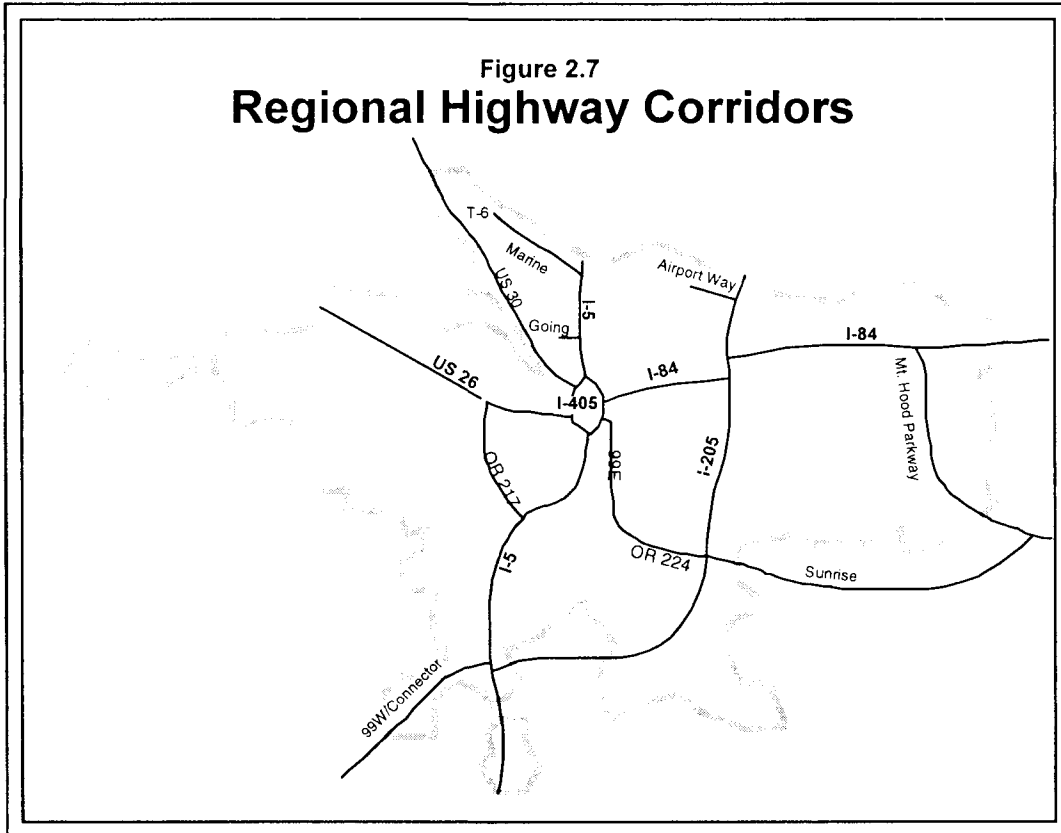 Figure 2.7
Regional Highway Corridors
T-6
Marine
US 30
Going
I-5
Airport Way
I-84
I-84
US 26
I-405
Mt. Hood Parkway
OR 217
99E
I-205
I-5
OR 224
Sunrise
99W/Connector